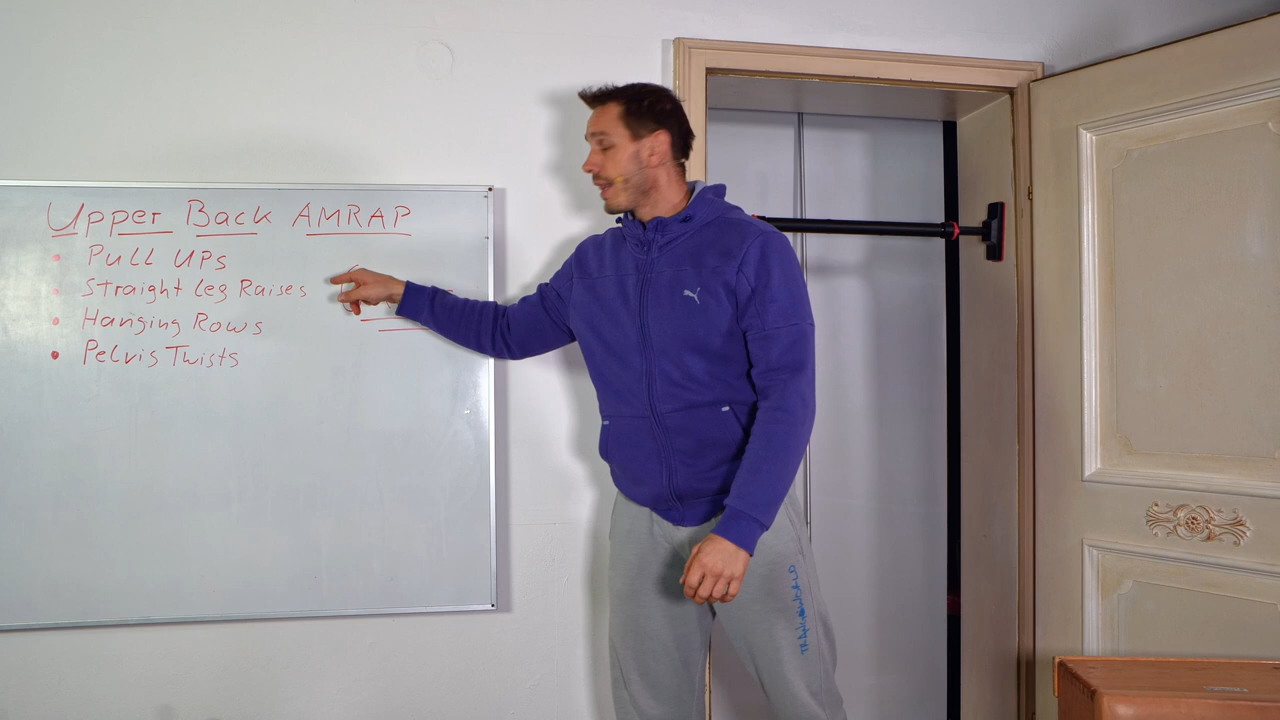 Upper Back AMRAP
• Pull UPs
• Straight Leg Raises
• Hanging Rows
• Pelvis Twists